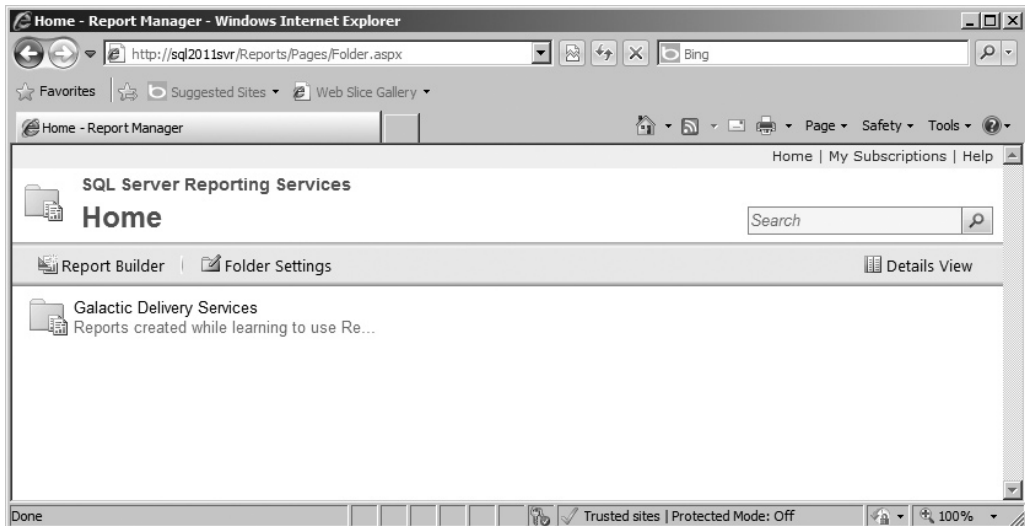 Home - Report Manager - Windows Internet Explorer
http://sql2011svr/Reports/Pages/Folder.aspx
Bing
Favorites
Suggested Sites
Web Slice Gallery
Home - Report Manager
Page
Safety
Tools
Home | My Subscriptions | Help
SQL Server Reporting Services
Home
Search
Report Builder
Folder Settings
Details View
Galactic Delivery Services
Reports created while learning to use Re...
Done
Trusted sites | Protected Mode: Off
100%